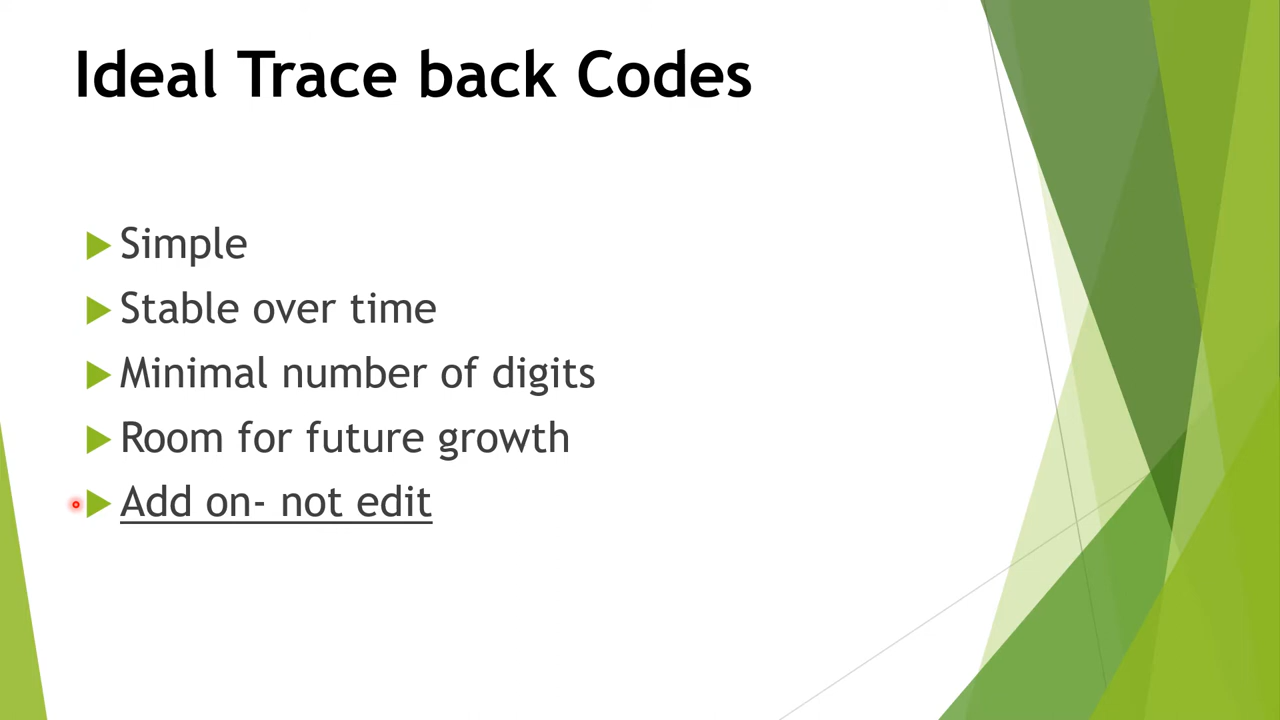 Ideal Trace back Codes
Simple
Stable over time
Minimal number of digits
Room for future growth
Add on- not edit